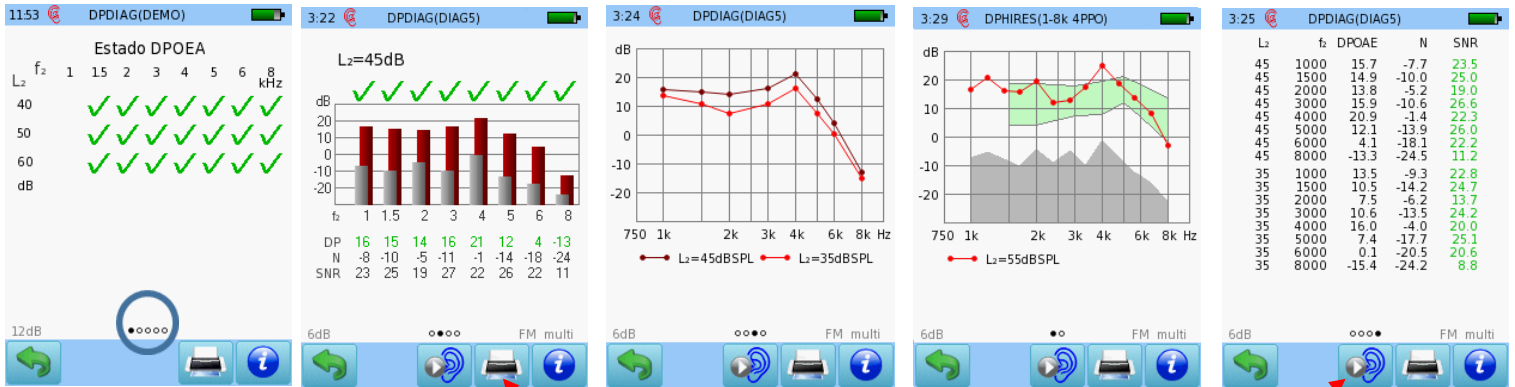 11:53 DPDIAG(DEMO)
Estado DPOEA
f₂ 1 1.5 2 3 4 5 6 8
L₂ kHz
40
50
60
dB
12dB
3:22 DPDIAG(DIAG5)
L₂=45dB
dB
20
10
0
-10
-20
f₂ 1 1.5 2 3 4 5 6 8
DP 16 15 14 16 21 12 4 -13
N -8 -10 -5 -11 -1 -14 -18 -24
SNR 23 25 19 27 22 26 22 11
6dB FM multi
3:24 DPDIAG(DIAG5)
dB
20
10
0
-10
-20
750 1k 2k 3k 4k 8k Hz
L₂=45dBSPL L₂=35dBSPL
6dB FM multi
3:29 DPHIRES(1-8k 4PPO)
dB
20
10
0
-10
-20
750 1k 2k 3k 4k 6k 8k Hz
L₂=55dBSPL
6dB FM multi
3:25 DPDIAG(DIAG5)
L₂ f₂ DPOAE N SNR
45 1000 15.7 -7.7 23.5
45 1500 14.9 -10.0 25.0
45 2000 13.8 -5.2 19.0
45 3000 15.9 -10.6 26.6
45 4000 20.9 -1.4 22.3
45 5000 12.1 -13.9 26.0
45 6000 4.1 -18.1 22.2
45 8000 -13.3 -24.5 11.2
35 1000 13.5 -9.3 22.8
35 1500 10.5 -14.2 24.7
35 2000 7.5 -6.2 13.7
35 3000 10.6 -13.5 24.2
35 4000 16.0 -4.0 20.0
35 5000 7.4 -17.7 25.1
35 6000 0.1 -20.5 20.6
35 8000 -15.4 -24.2 8.8
6dB FM multi